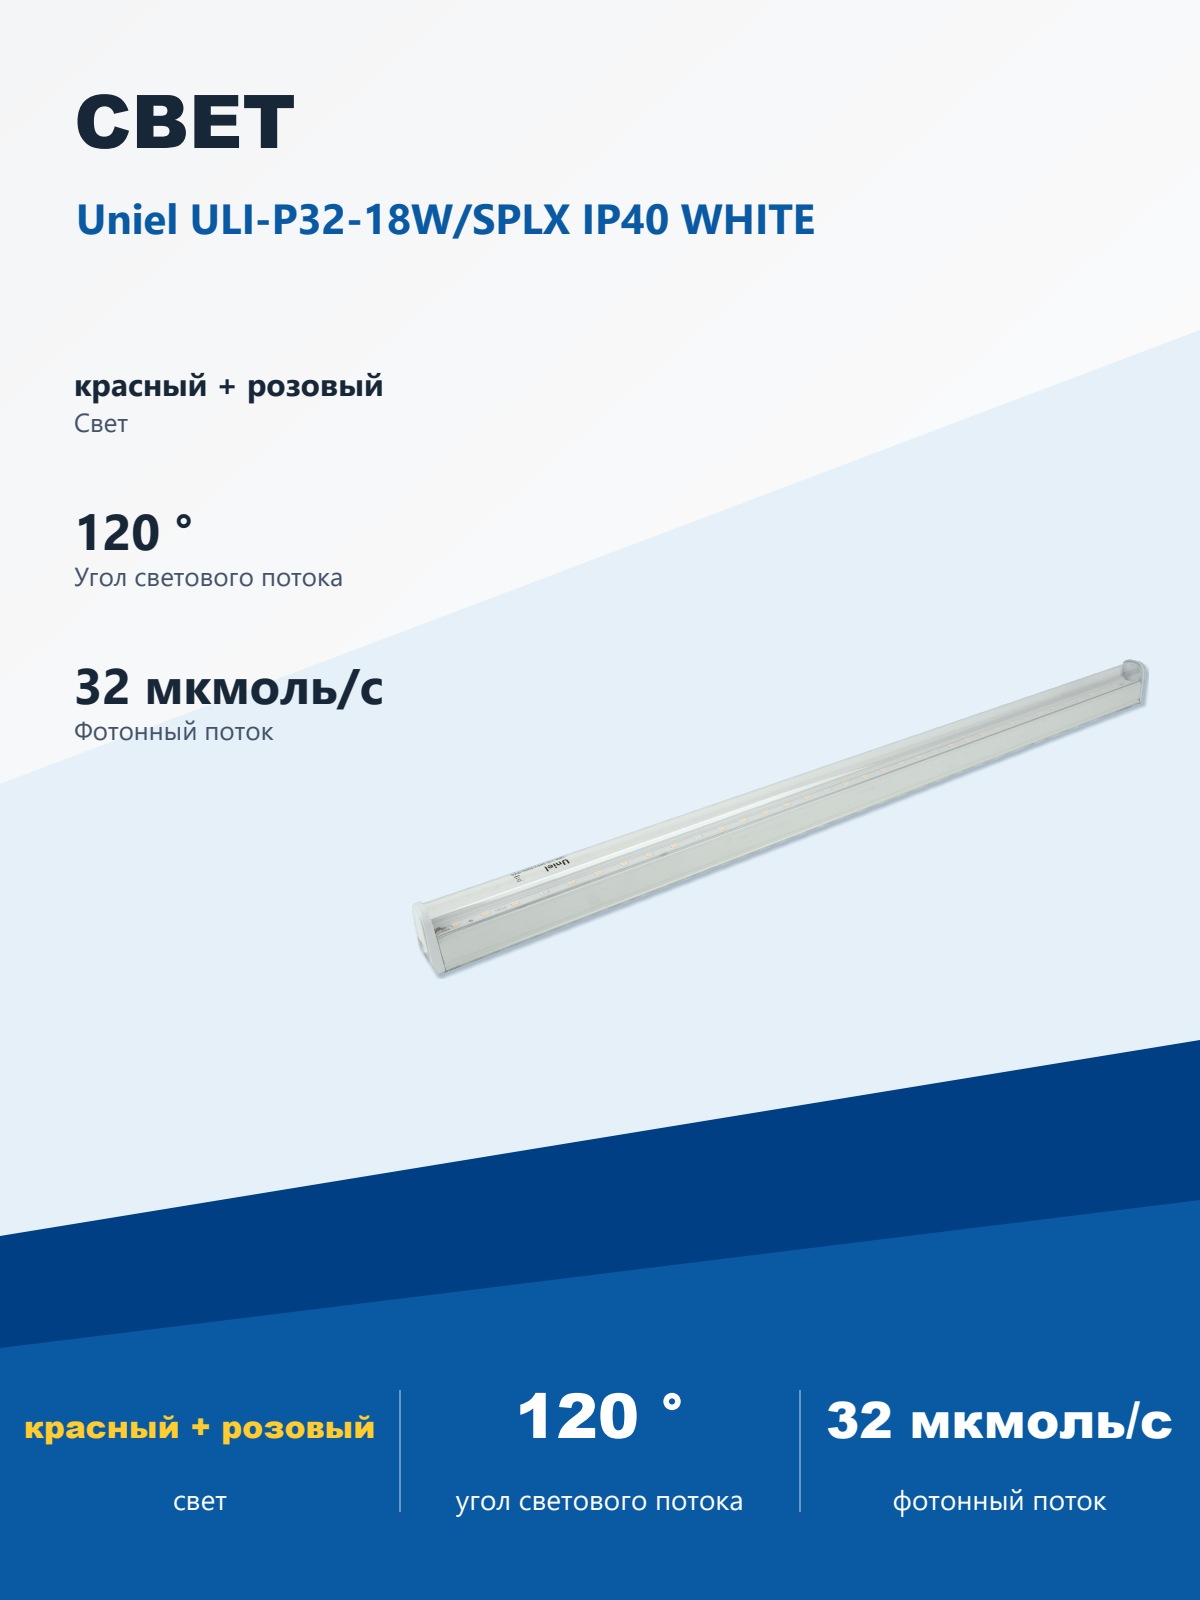 СВЕТ
Uniel ULI-P32-18W/SPLX IP40 WHITE
красный + розовый
Свет
120 °
Угол светового потока
32 мкмоль/с
Фотонный поток
Uniel
красный + розовый
120 °
32 мкмоль/с
свет
угол светового потока
фотонный поток